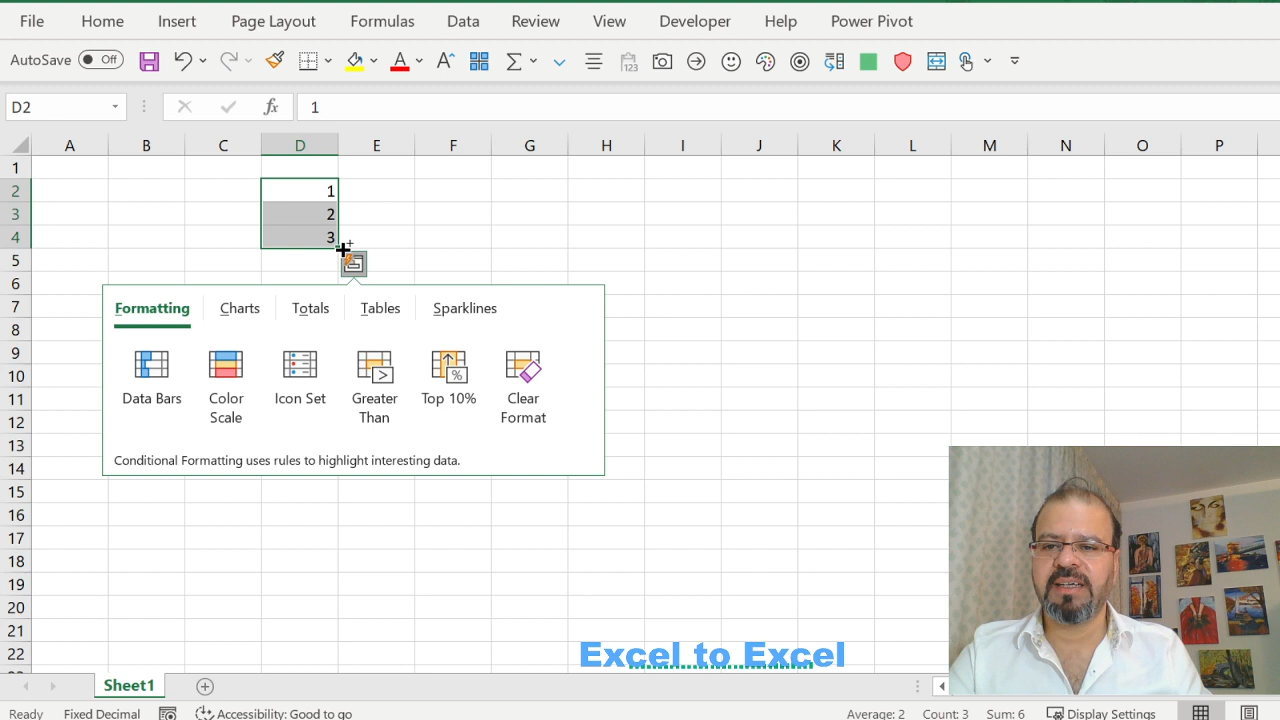 File Home Insert Page Layout Formulas Data Review View Developer Help Power Pivot
AutoSave Off A A Σ 123
D2 fx 1
A B C D E F G H I J K L M N O P
1
2 1
3 2
4 3
5
6
7 Formatting Charts Totals Tables Sparklines
8
9
10
11 Data Bars Color Scale Icon Set Greater Than > Top 10% % Clear Format
12
13
14 Conditional Formatting uses rules to highlight interesting data.
15
16
17
18
19
20
21
22 Excel to Excel
Sheet1
Ready Fixed Decimal Accessibility: Good to go Average: 2 Count: 3 Sum: 6 Display Settings